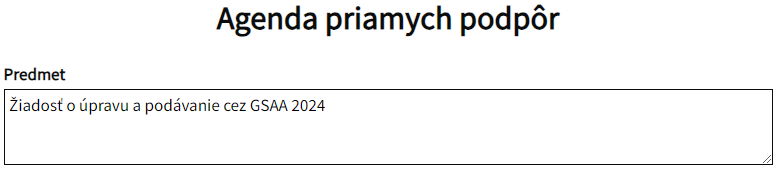 Agenda priamych podpôr
Predmet
Žiadosť o úpravu a podávanie cez GSAA 2024